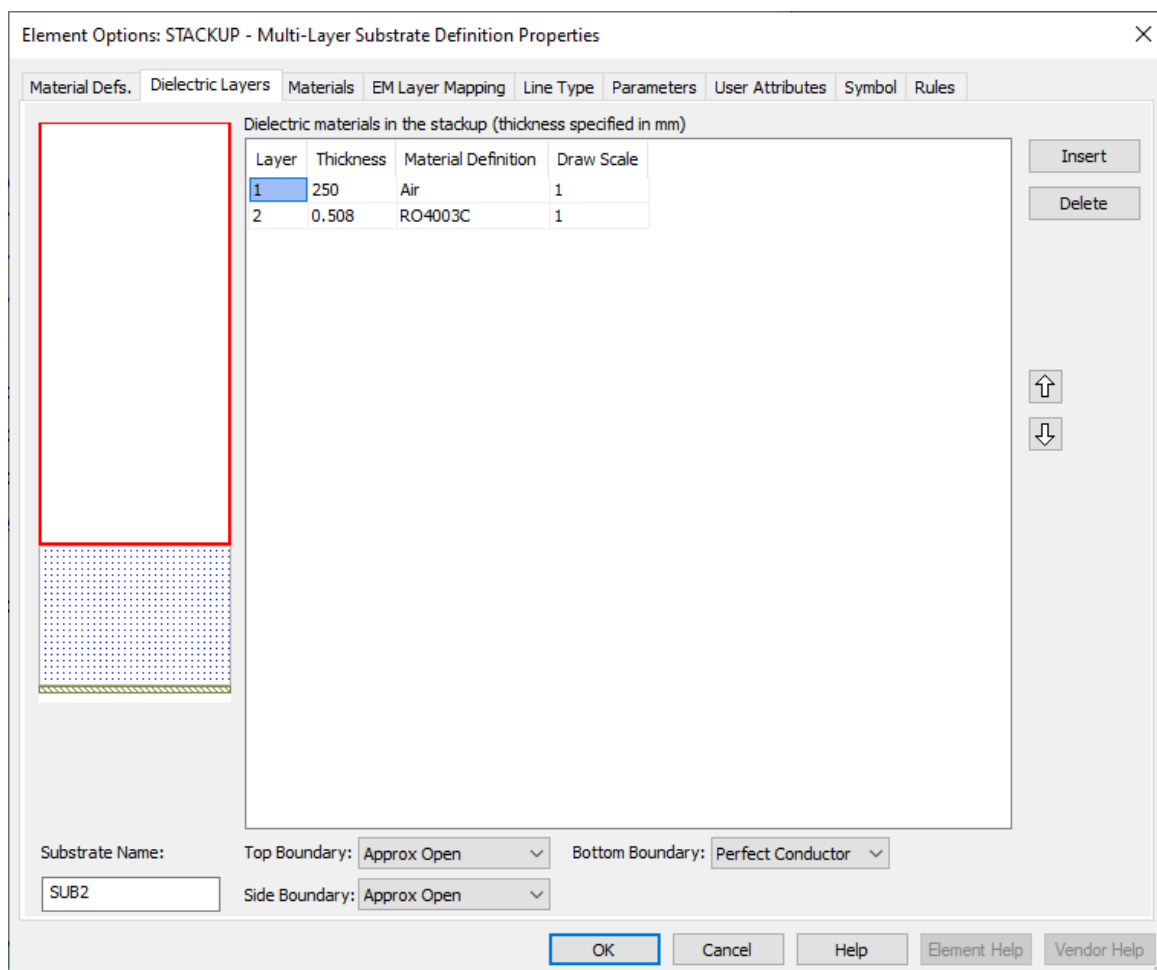 Element Options: STACKUP - Multi-Layer Substrate Definition Properties
Material Defs. Dielectric Layers Materials EM Layer Mapping Line Type Parameters User Attributes Symbol Rules
Dielectric materials in the stackup (thickness specified in mm)
Layer Thickness Material Definition Draw Scale
1 250 Air 1
2 0.508 RO4003C 1
Insert
Delete
Substrate Name:
SUB2
Top Boundary: Approx Open
Bottom Boundary: Perfect Conductor
Side Boundary: Approx Open
OK Cancel Help Element Help Vendor Help